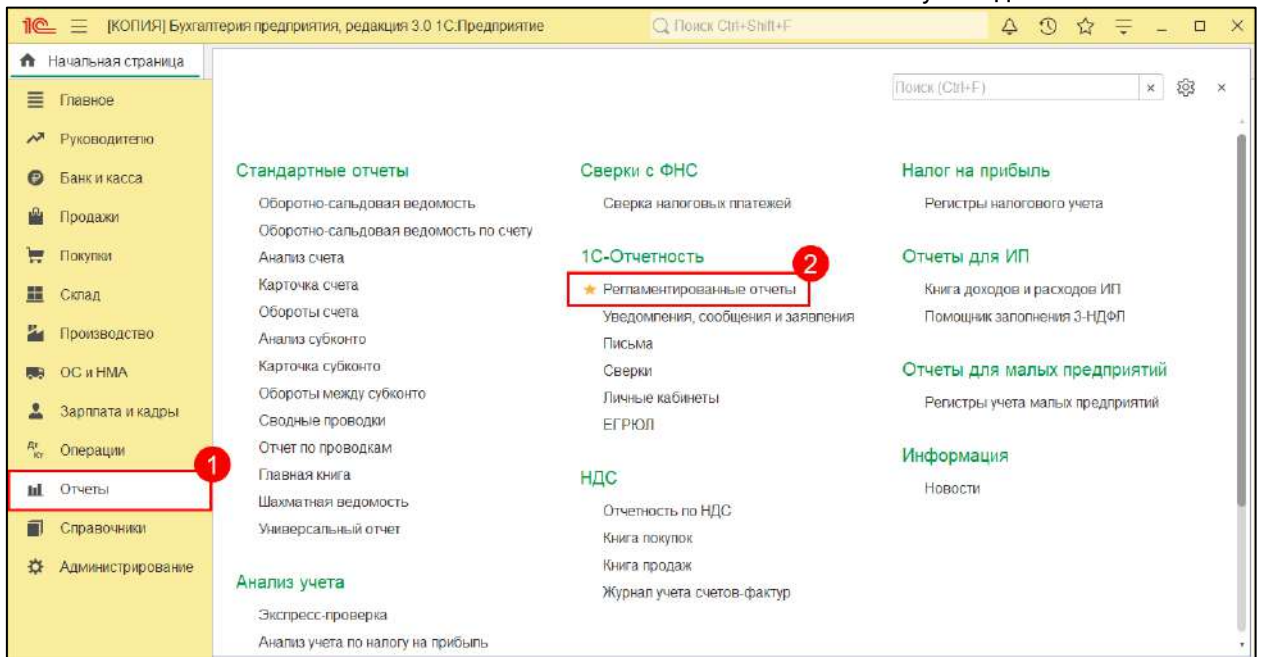 [КОПИЯ] Бухгалтерия предприятия, редакция 3.0 1С:Предприятие
Поиск Ctrl+Shift+F
Начальная страница
Поиск (Ctrl+F)
Главное
Руководителю
Банк и касса
Продажи
Покупки
Склад
Производство
ОС и НМА
Зарплата и кадры
Дт Кт
Операции
1
Отчеты
Справочники
Администрирование
Стандартные отчеты
Оборотно-сальдовая ведомость
Оборотно-сальдовая ведомость по счету
Анализ счета
Карточка счета
Обороты счета
Анализ субконто
Карточка субконто
Обороты между субконто
Сводные проводки
Отчет по проводкам
Главная книга
Шахматная ведомость
Универсальный отчет
Анализ учета
Экспресс-проверка
Анализ учета по налогу на прибыль
Сверки с ФНС
Сверка налоговых платежей
1С-Отчетность
2
Регламентированные отчеты
Уведомления, сообщения и заявления
Письма
Сверки
Личные кабинеты
ЕГРЮЛ
НДС
Отчетность по НДС
Книга покупок
Книга продаж
Журнал учета счетов-фактур
Налог на прибыль
Регистры налогового учета
Отчеты для ИП
Книга доходов и расходов ИП
Помощник заполнения 3-НДФЛ
Отчеты для малых предприятий
Регистры учета малых предприятий
Информация
Новости